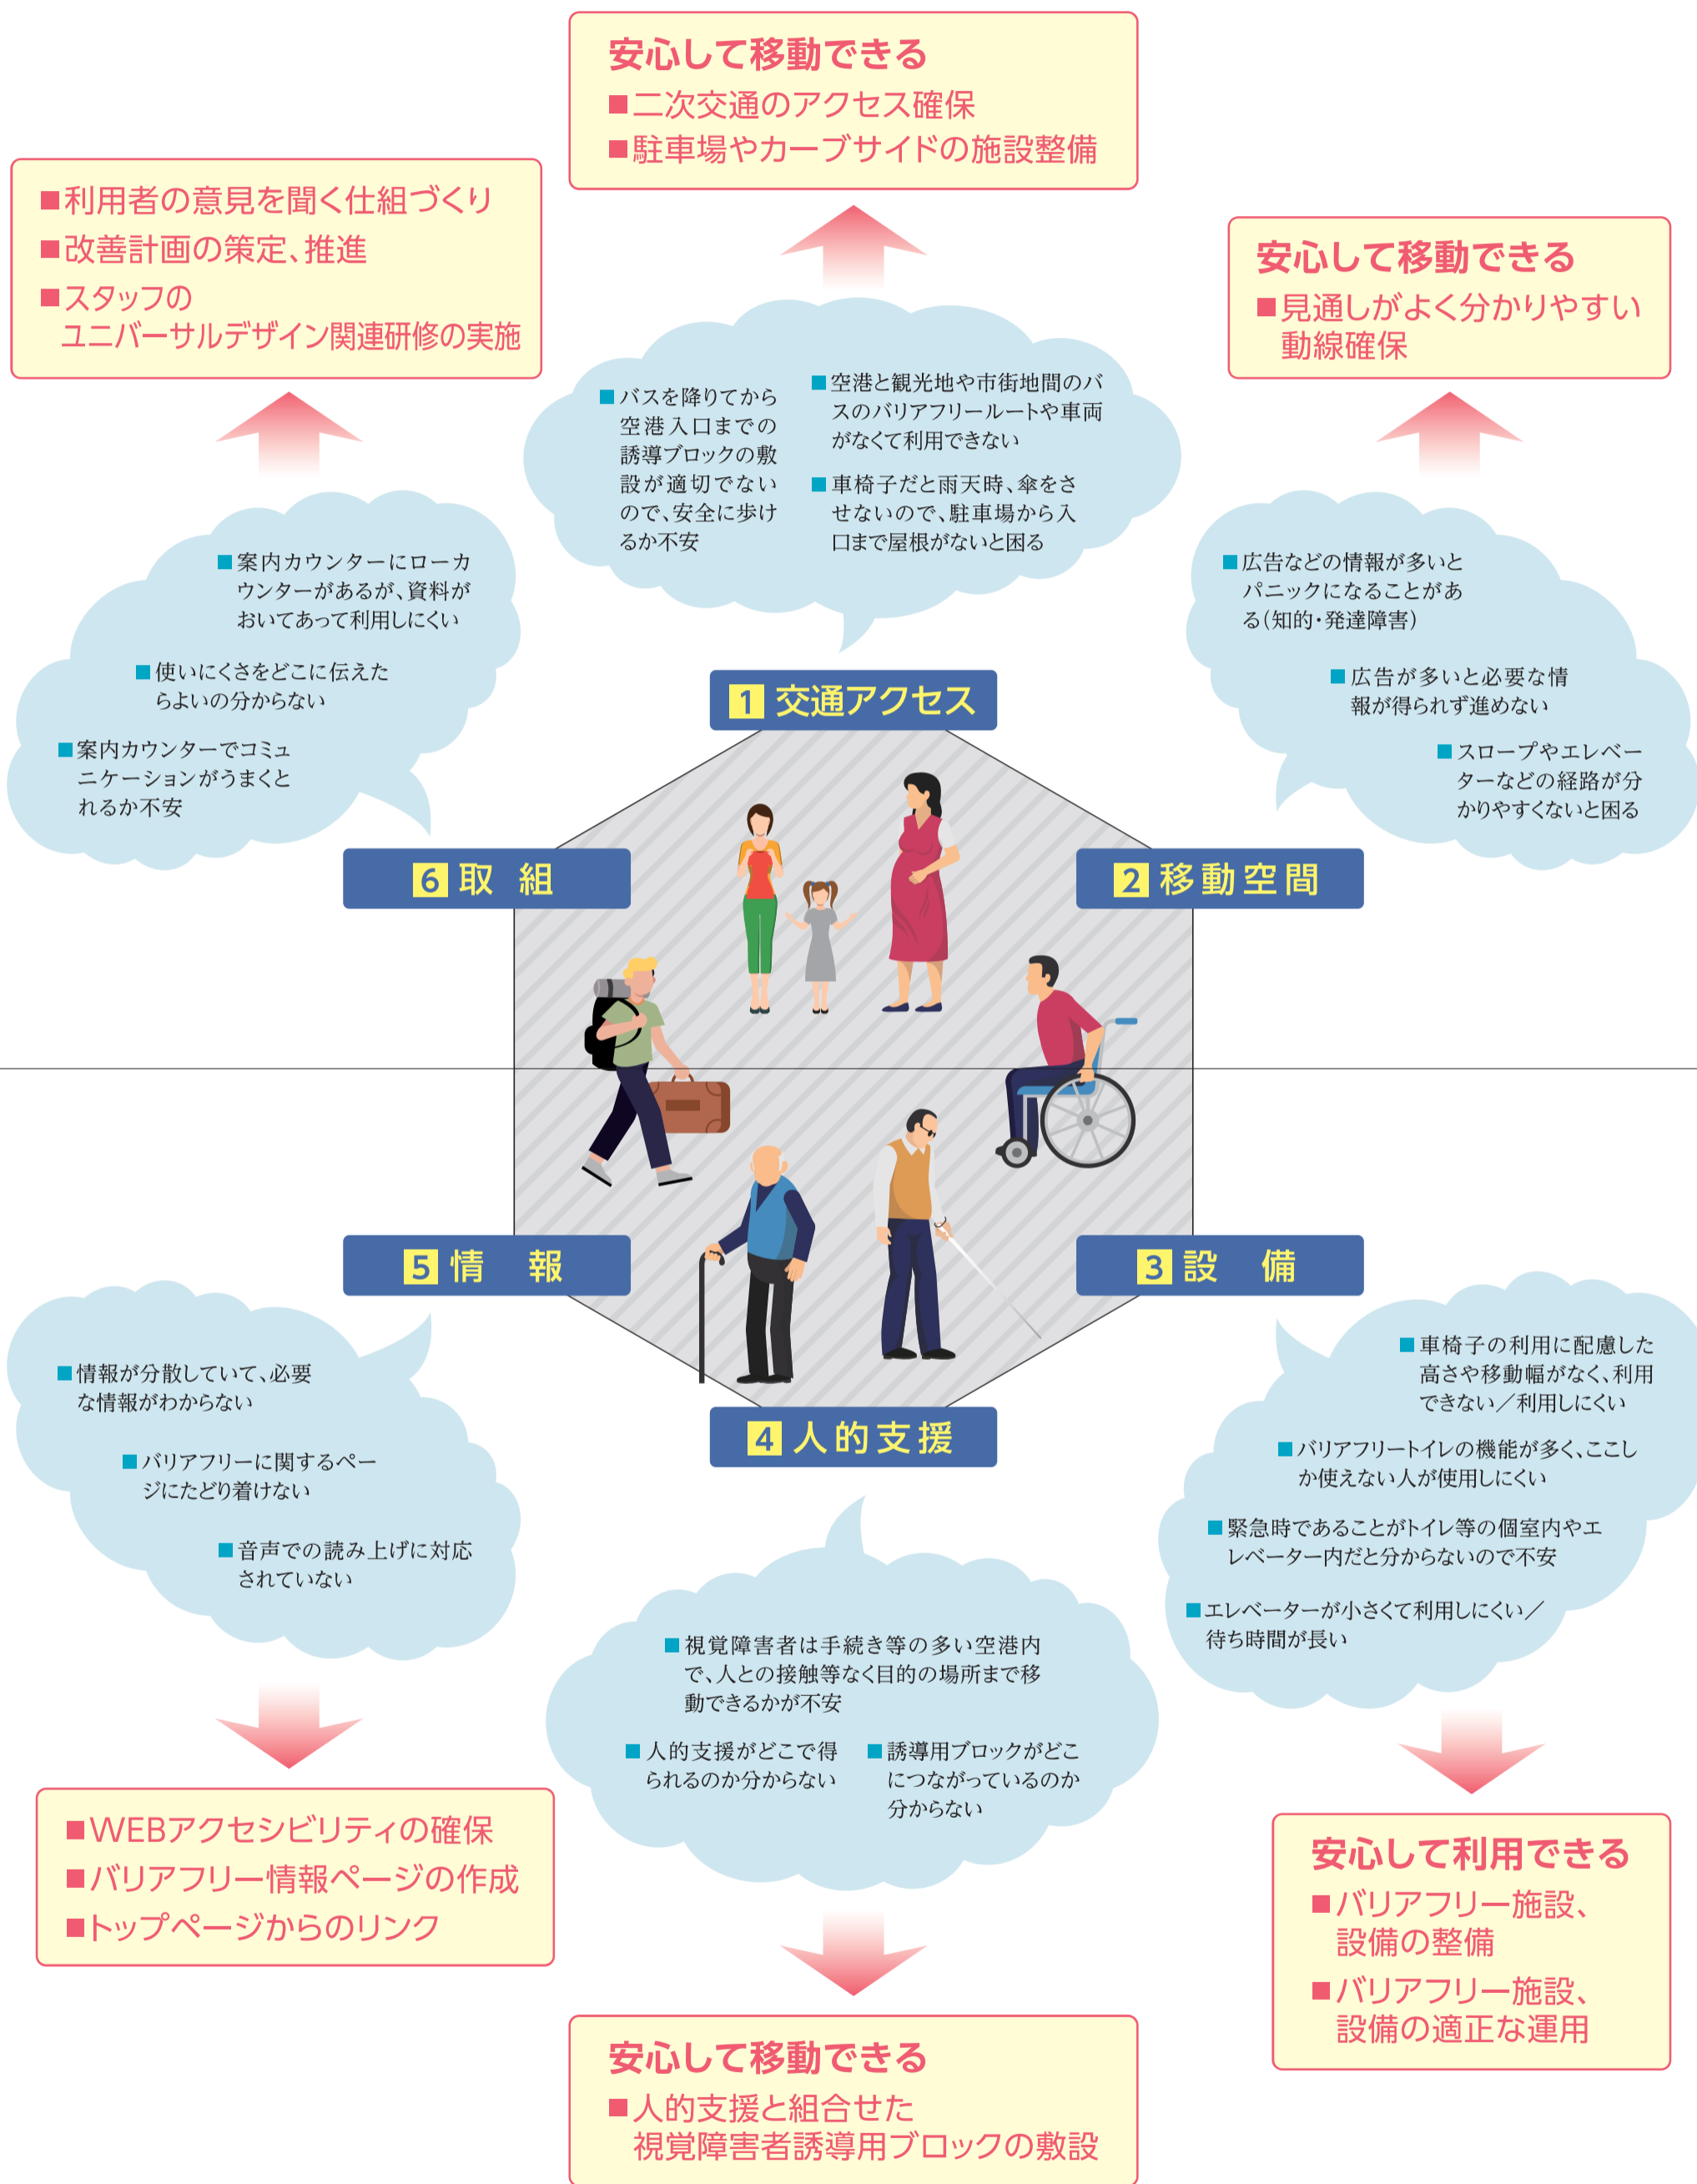 安心して移動できる
■二次交通のアクセス確保
■駐車場やカーブサイドの施設整備
■利用者の意見を聞く仕組づくり
■改善計画の策定、推進
■スタッフの
ユニバーサルデザイン関連研修の実施
安心して移動できる
■見通しがよく分かりやすい
動線確保
■バスを降りてから
空港入口までの
誘導ブロックの敷
設が適切でない
ので、安全に歩け
るか不安
■空港と観光地や市街地間のバ
スのバリアフリールートや車両
がなくて利用できない
■車椅子だと雨天時、傘をさ
せないので、駐車場から入
口まで屋根がないと困る
■案内カウンターにローカ
ウンターがあるが、資料が
おいてあって利用しにくい
■使いにくさをどこに伝えた
らよいの分からない
■案内カウンターでコミュ
ニケーションがうまくと
れるか不安
■広告などの情報が多いと
パニックになることがあ
る(知的・発達障害)
■広告が多いと必要な情
報が得られず進めない
■スロープやエレベー
ターなどの経路が分
かりやすくないと困る
1 交通アクセス
6 取 組
2 移動空間
5 情 報
3 設 備
4 人的支援
■情報が分散していて、必要
な情報がわからない
■バリアフリーに関するペー
ジにたどり着けない
■音声での読み上げに対応
されていない
■車椅子の利用に配慮した
高さや移動幅がなく、利用
できない／利用しにくい
■バリアフリートイレの機能が多く、ここし
か使えない人が使用しにくい
■緊急時であることがトイレ等の個室内やエ
レベーター内だと分からないので不安
■エレベーターが小さくて利用しにくい／
待ち時間が長い
■視覚障害者は手続き等の多い空港内
で、人との接触等なく目的の場所まで移
動できるかが不安
■人的支援がどこで得
られるのか分からない
■誘導用ブロックがどこ
につながっているのか
分からない
■WEBアクセシビリティの確保
■バリアフリー情報ページの作成
■トップページからのリンク
安心して利用できる
■バリアフリー施設、
設備の整備
■バリアフリー施設、
設備の適正な運用
安心して移動できる
■人的支援と組合せた
視覚障害者誘導用ブロックの敷設